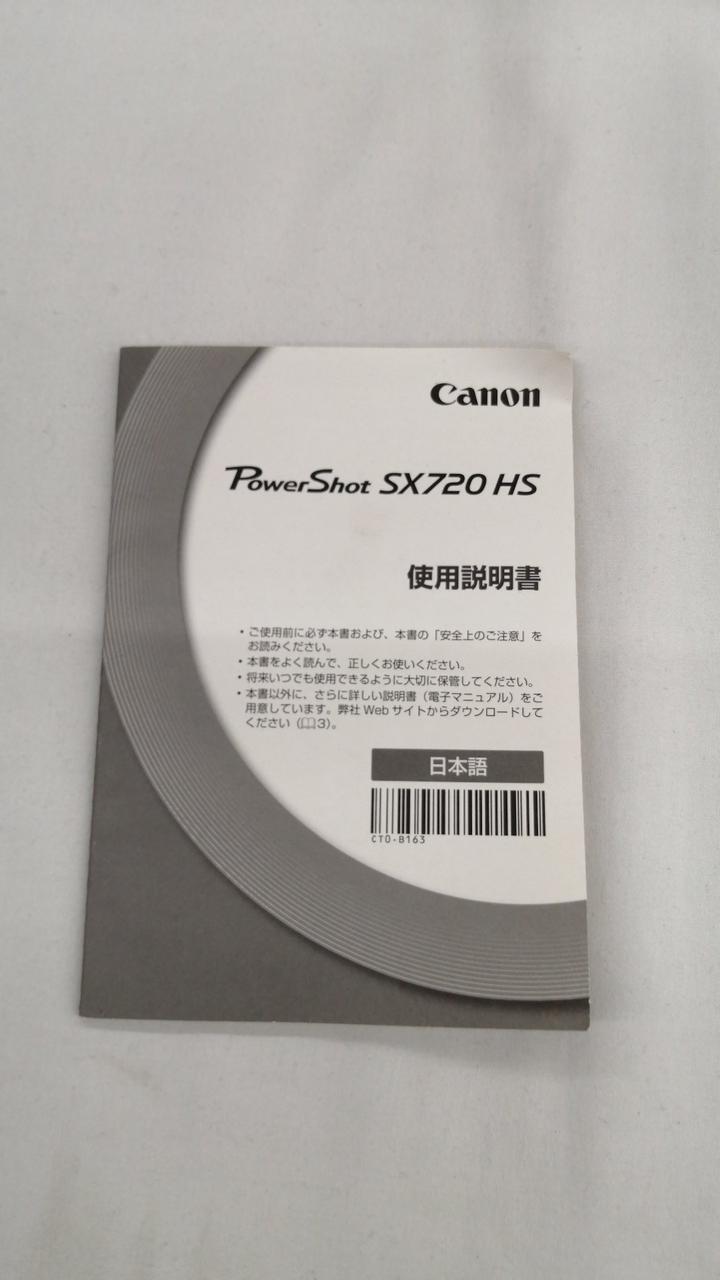 Canon
PowerShot SX720 HS
使用説明書
・ご使用前に必ず本書および、本書の「安全上のご注意」を
お読みください。
・本書をよく読んで、正しくお使いください。
・将来いつでも使用できるように大切に保管してください。
・本書以外に、さらに詳しい説明書（電子マニュアル）をご
用意しています。弊社 Web サイトからダウンロードして
ください（📖3）。
日本語
CT0-B163